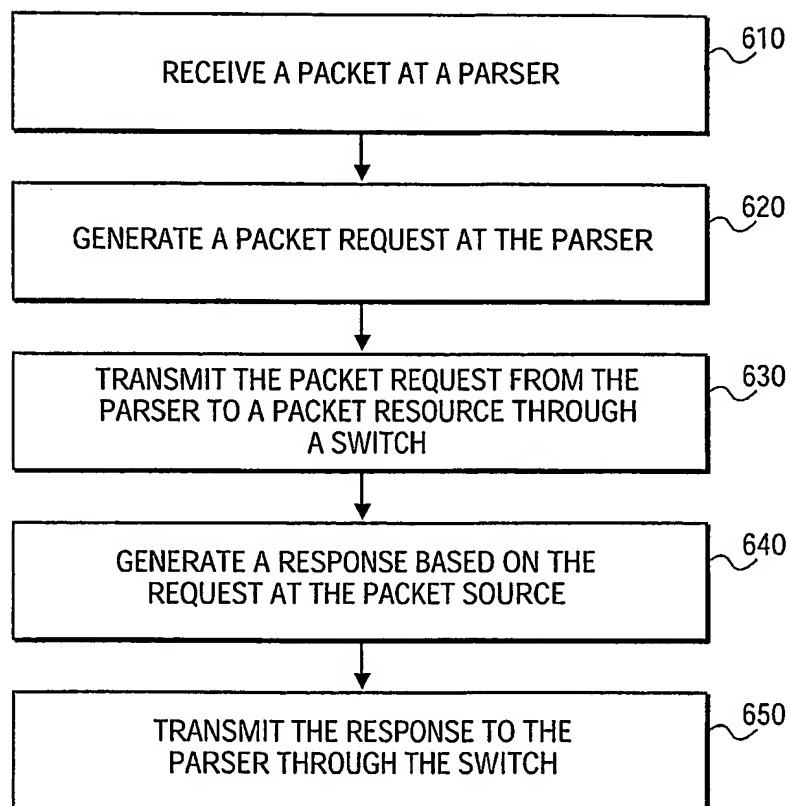 RECEIVE A PACKET AT A PARSER
610
GENERATE A PACKET REQUEST AT THE PARSER
620
TRANSMIT THE PACKET REQUEST FROM THE
PARSER TO A PACKET RESOURCE THROUGH
A SWITCH
630
GENERATE A RESPONSE BASED ON THE
REQUEST AT THE PACKET SOURCE
640
TRANSMIT THE RESPONSE TO THE
PARSER THROUGH THE SWITCH
650